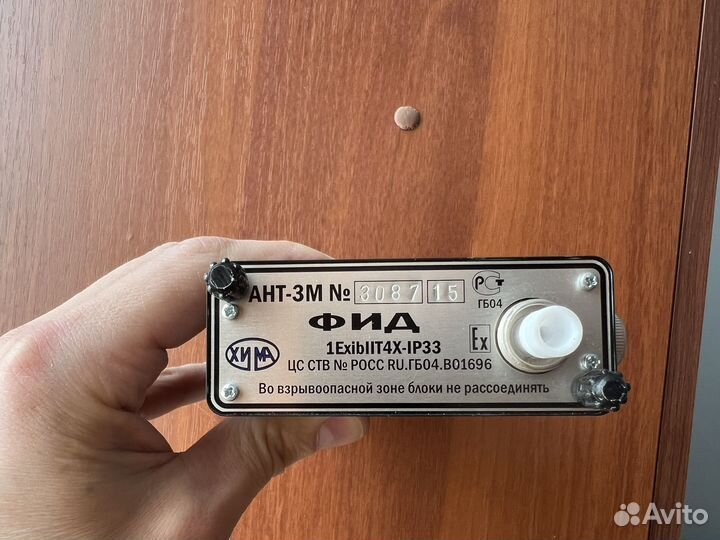 АНТ-3М № 3087 15
РСТ
ГБ04
ФИД
1ExibIIT4X-IP33
Ex
ХИМА
ЦС СТВ № РОСС RU.ГБ04.В01696
Во взрывоопасной зоне блоки не рассоединять
Avito